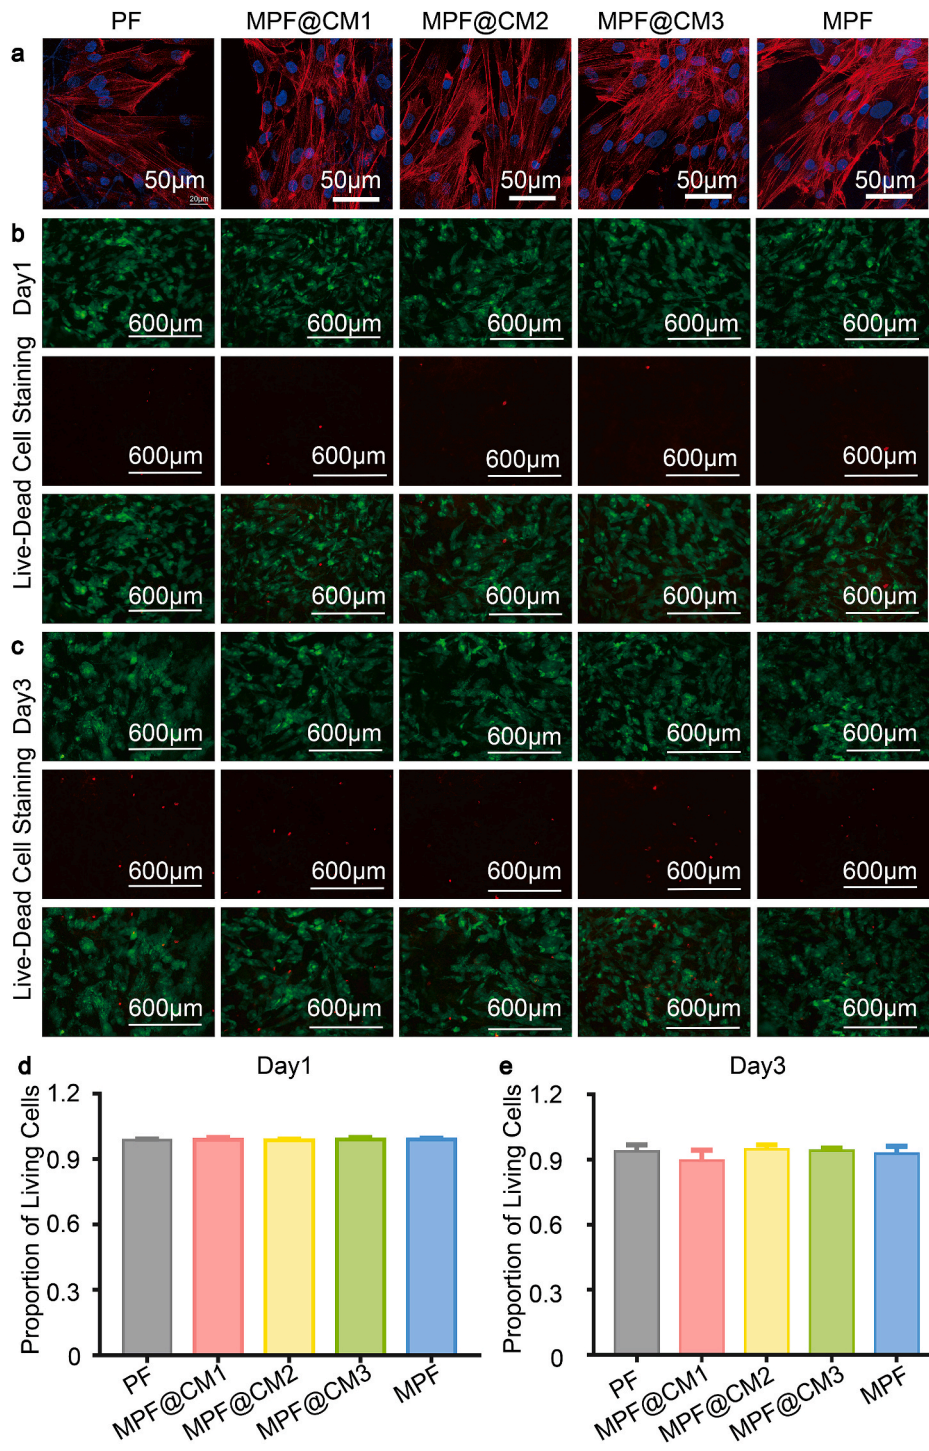 PF MPF@CM1 MPF@CM2 MPF@CM3 MPF
a
50µm 50µm 50µm 50µm 50µm
20µm
b
Live-Dead Cell Staining Day1
600µm 600µm 600µm 600µm 600µm
600µm 600µm 600µm 600µm 600µm
600µm 600µm 600µm 600µm 600µm
c
Live-Dead Cell Staining Day3
600µm 600µm 600µm 600µm 600µm
600µm 600µm 600µm 600µm 600µm
600µm 600µm 600µm 600µm 600µm
d
Day1
Proportion of Living Cells
1.2
0.9
0.6
0.3
0
PF MPF@CM1 MPF@CM2 MPF@CM3 MPF
e
Day3
Proportion of Living Cells
1.2
0.9
0.6
0.3
0
PF MPF@CM1 MPF@CM2 MPF@CM3 MPF